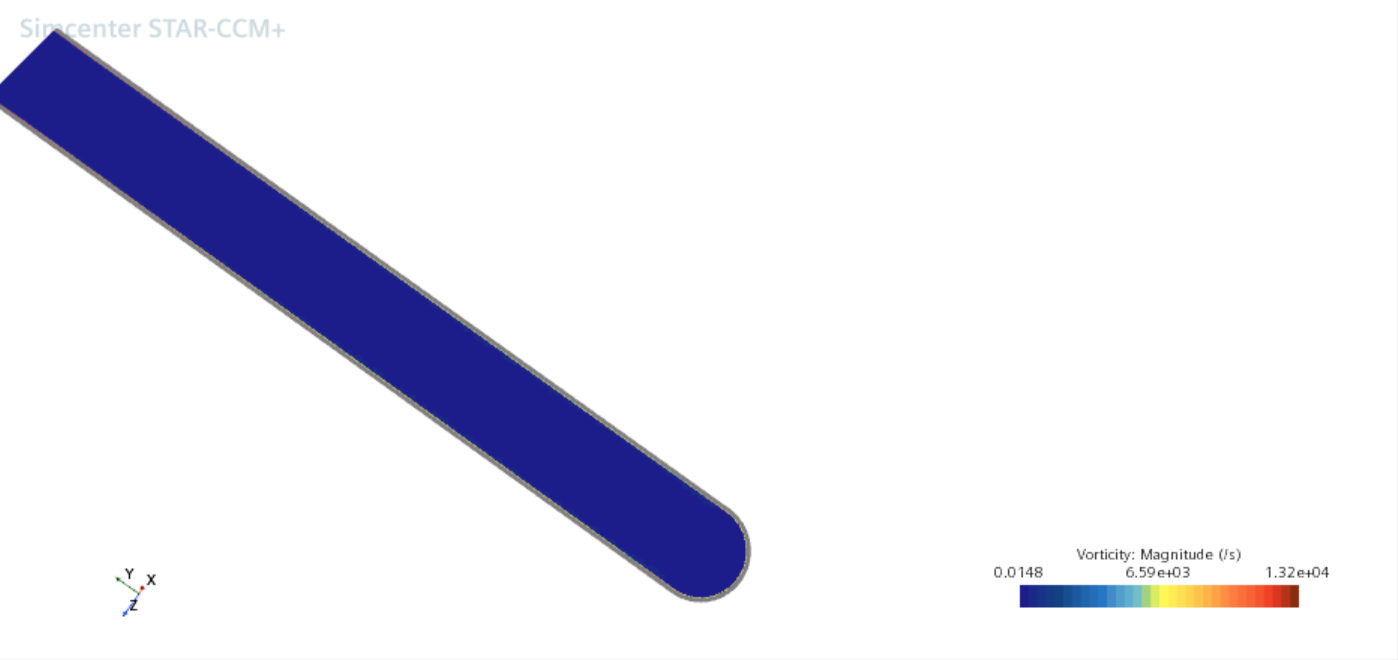 Simcenter STAR-CCM+
Y
X
Z
Vorticity: Magnitude (/s)
0.0148 6.59e+03 1.32e+04